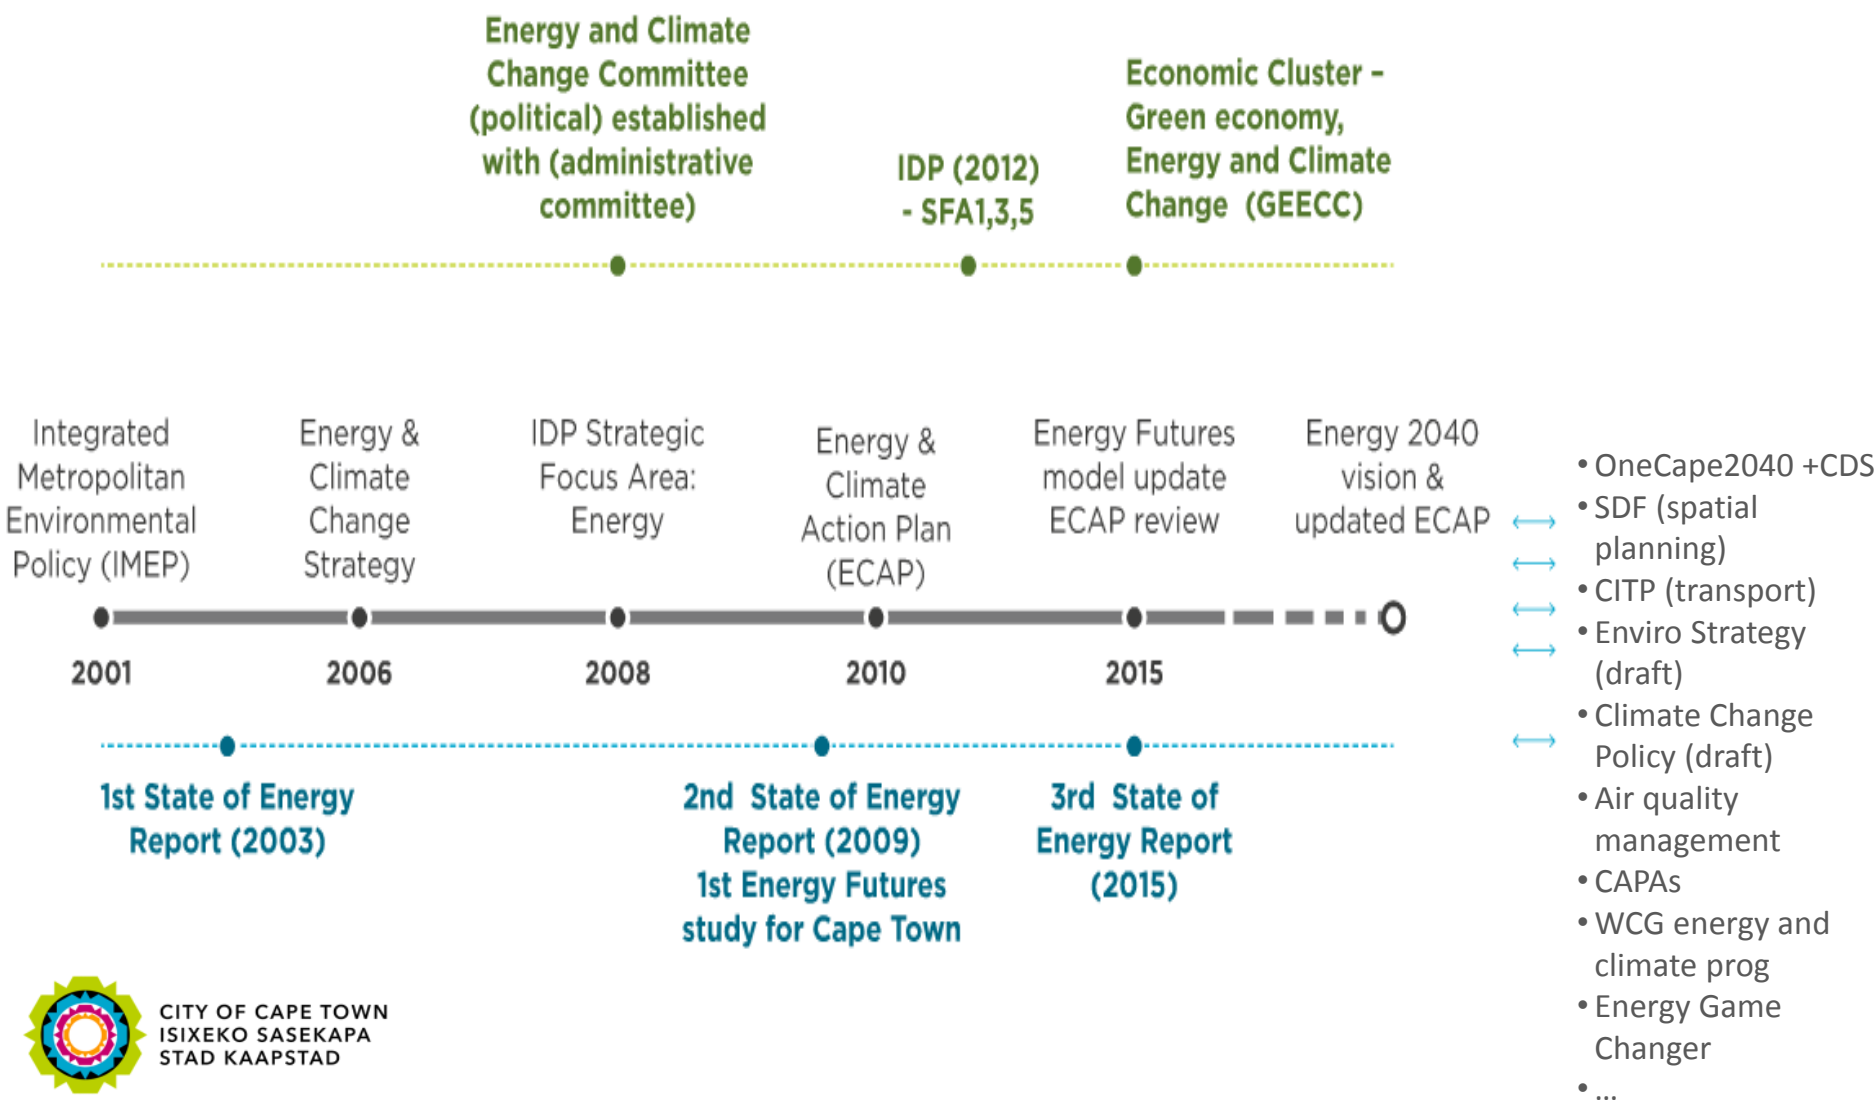 Energy and Climate
Change Committee
(political) established
with (administrative
committee)
IDP (2012)
- SFA1,3,5
Economic Cluster –
Green economy,
Energy and Climate
Change (GEECC)
Integrated
Metropolitan
Environmental
Policy (IMEP)
Energy &
Climate
Change
Strategy
IDP Strategic
Focus Area:
Energy
Energy &
Climate
Action Plan
(ECAP)
Energy Futures
model update
ECAP review
Energy 2040
vision &
updated ECAP
2001
2006
2008
2010
2015
1st State of Energy
Report (2003)
2nd State of Energy
Report (2009)
1st Energy Futures
study for Cape Town
3rd State of
Energy Report
(2015)
• OneCape2040 +CDS
• SDF (spatial
planning)
• CITP (transport)
• Enviro Strategy
(draft)
• Climate Change
Policy (draft)
• Air quality
management
• CAPAs
• WCG energy and
climate prog
• Energy Game
Changer
• ...
CITY OF CAPE TOWN
ISIXEKO SASEKAPA
STAD KAAPSTAD